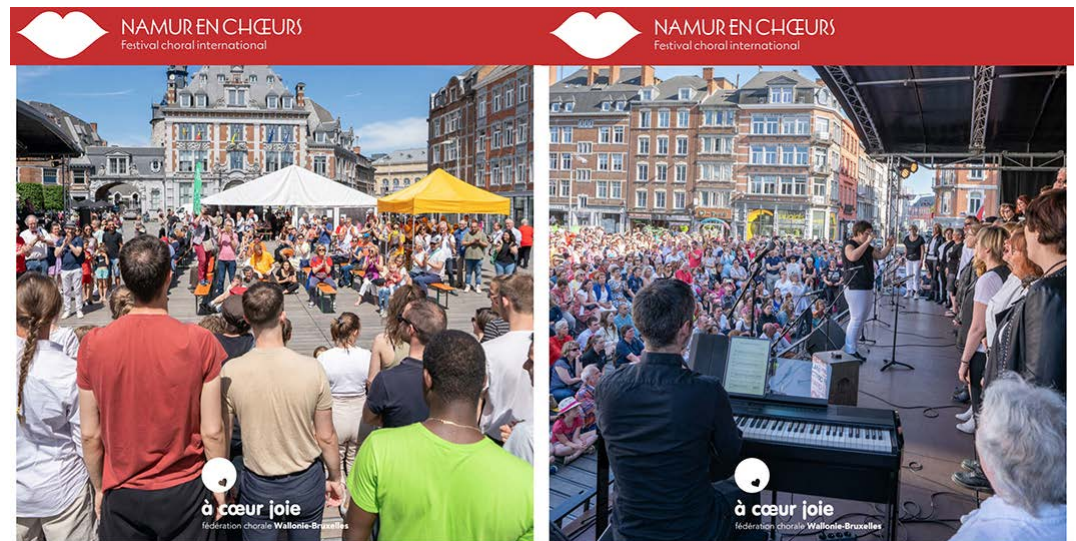 NAMUR EN CHŒURS
Festival choral international
à cœur joie
fédération chorale Wallonie-Bruxelles
NAMUR EN CHŒURS
Festival choral international
à cœur joie
fédération chorale Wallonie-Bruxelles